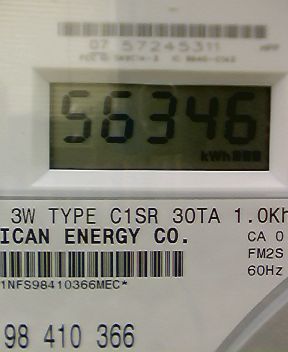 07 57245311
56346
kWh
3W TYPE C1SR 30TA 1.0Kh
ICAN ENERGY CO.
CA 0
FM2S
60Hz
1NFS98410366MEC*
98 410 366